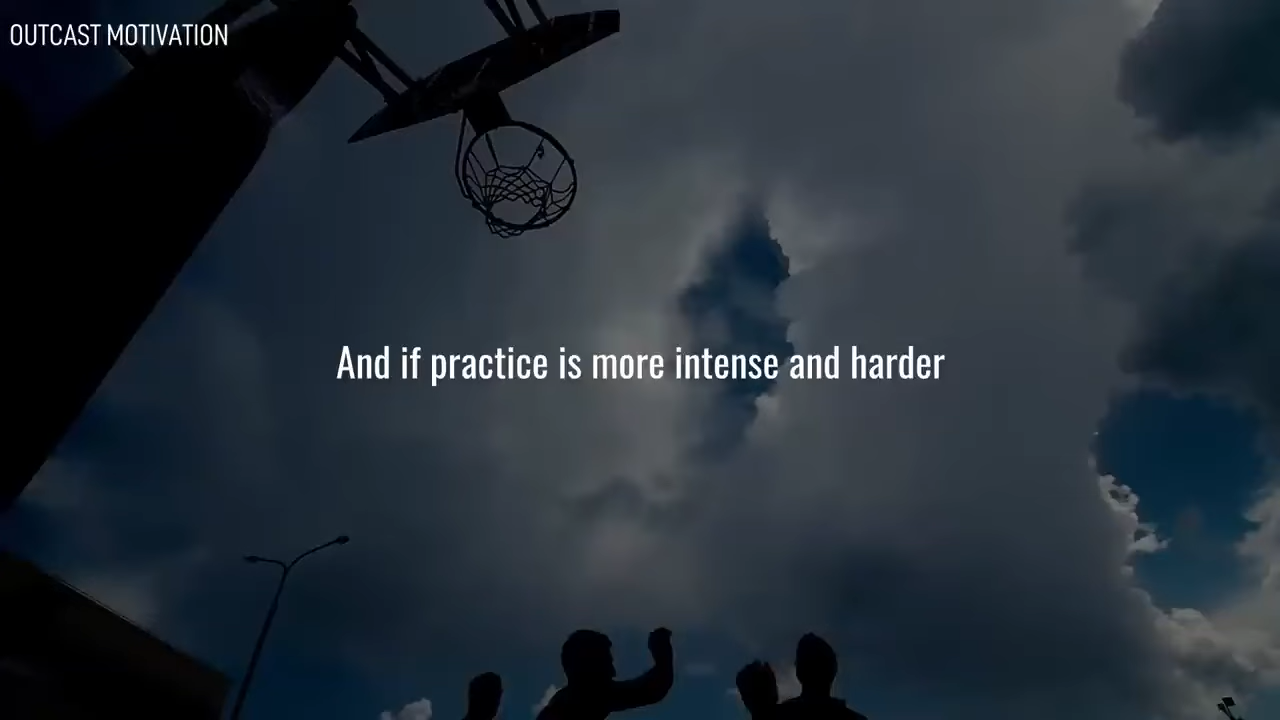 OUTCAST MOTIVATION
And if practice is more intense and harder